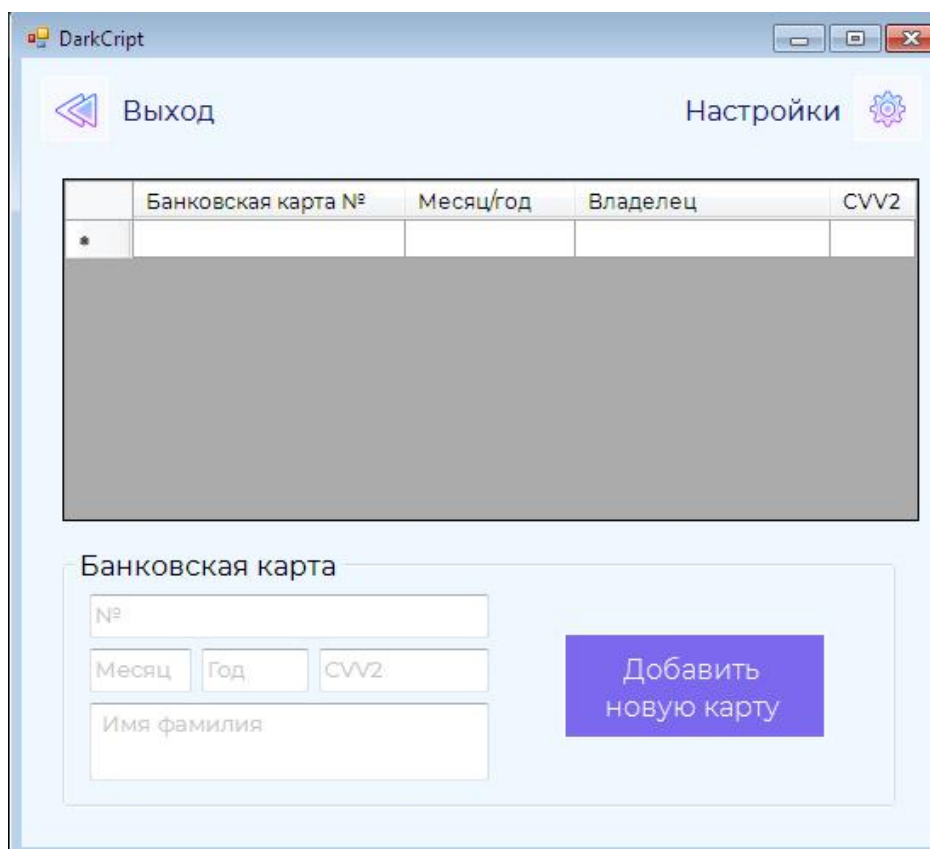 DarkCript
Выход
Настройки
Банковская карта № Месяц/год Владелец CVV2
*
Банковская карта
№
Месяц Год CVV2
Имя фамилия
Добавить
новую карту